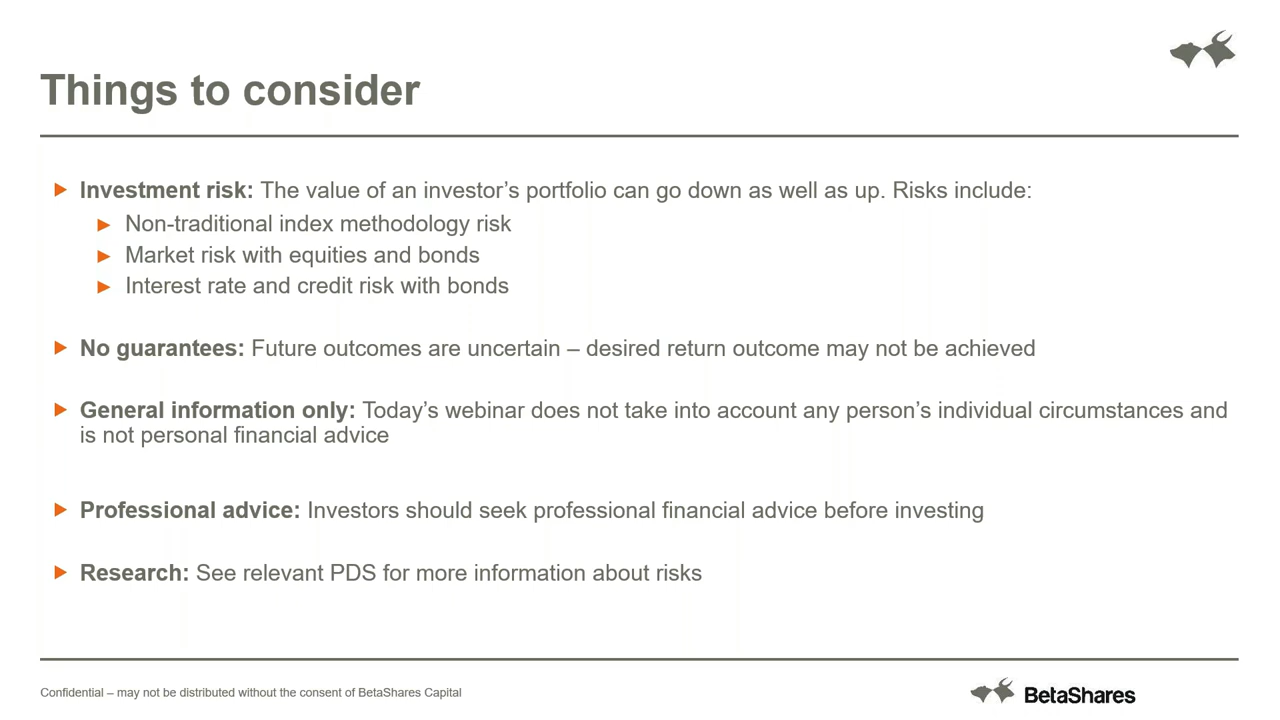 Things to consider
Investment risk: The value of an investor’s portfolio can go down as well as up. Risks include:
Non-traditional index methodology risk
Market risk with equities and bonds
Interest rate and credit risk with bonds
No guarantees: Future outcomes are uncertain – desired return outcome may not be achieved
General information only: Today’s webinar does not take into account any person’s individual circumstances and
is not personal financial advice
Professional advice: Investors should seek professional financial advice before investing
Research: See relevant PDS for more information about risks
Confidential – may not be distributed without the consent of BetaShares Capital
BetaShares